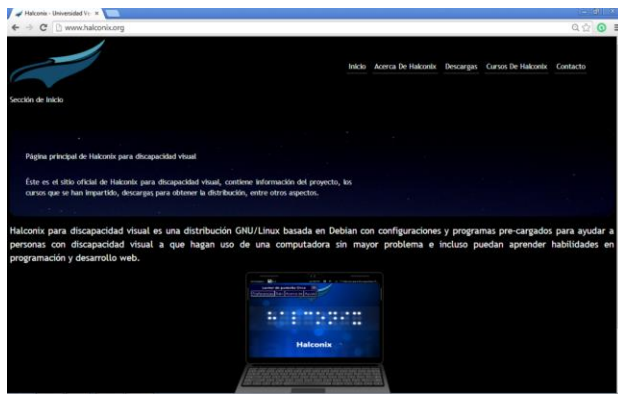 Halconix - Universidad Ve
www.halconix.org
Inicio Acerca De Halconix Descargas Cursos De Halconix Contacto
Sección de Inicio
Página principal de Halconix para discapacidad visual
Éste es el sitio oficial de Halconix para discapacidad visual, contiene información del proyecto, los
cursos que se han impartido, descargas para obtener la distribución, entre otros aspectos.
Halconix para discapacidad visual es una distribución GNU/Linux basada en Debian con configuraciones y programas pre-cargados para ayudar a
personas con discapacidad visual a que hagan uso de una computadora sin mayor problema e incluso puedan aprender habilidades en
programación y desarrollo web.
Lector de pantalla Orca
Halconix